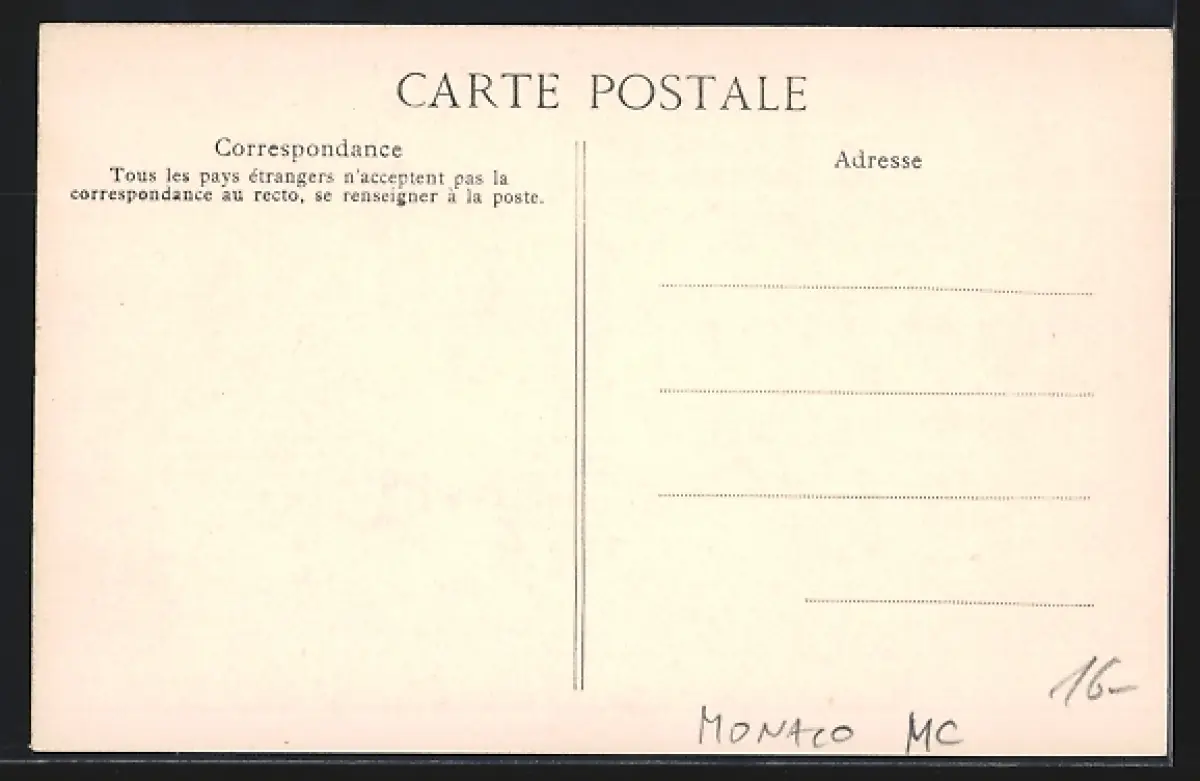 CARTE POSTALE
Correspondance
Tous les pays étrangers n'acceptent pas la
correspondance au recto, se renseigner à la poste.
Adresse
16-
MONACO MC